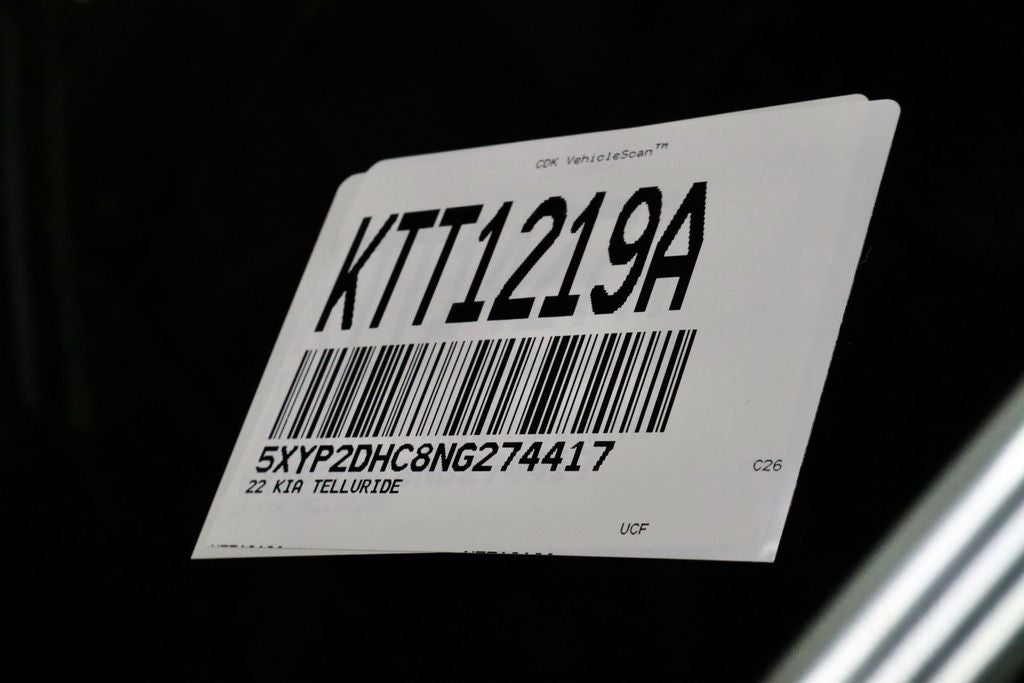 CDK VehicleScan™
KTT1219A
5XYP2DHC8NG274417
22 KIA TELLURIDE
C26
UCF